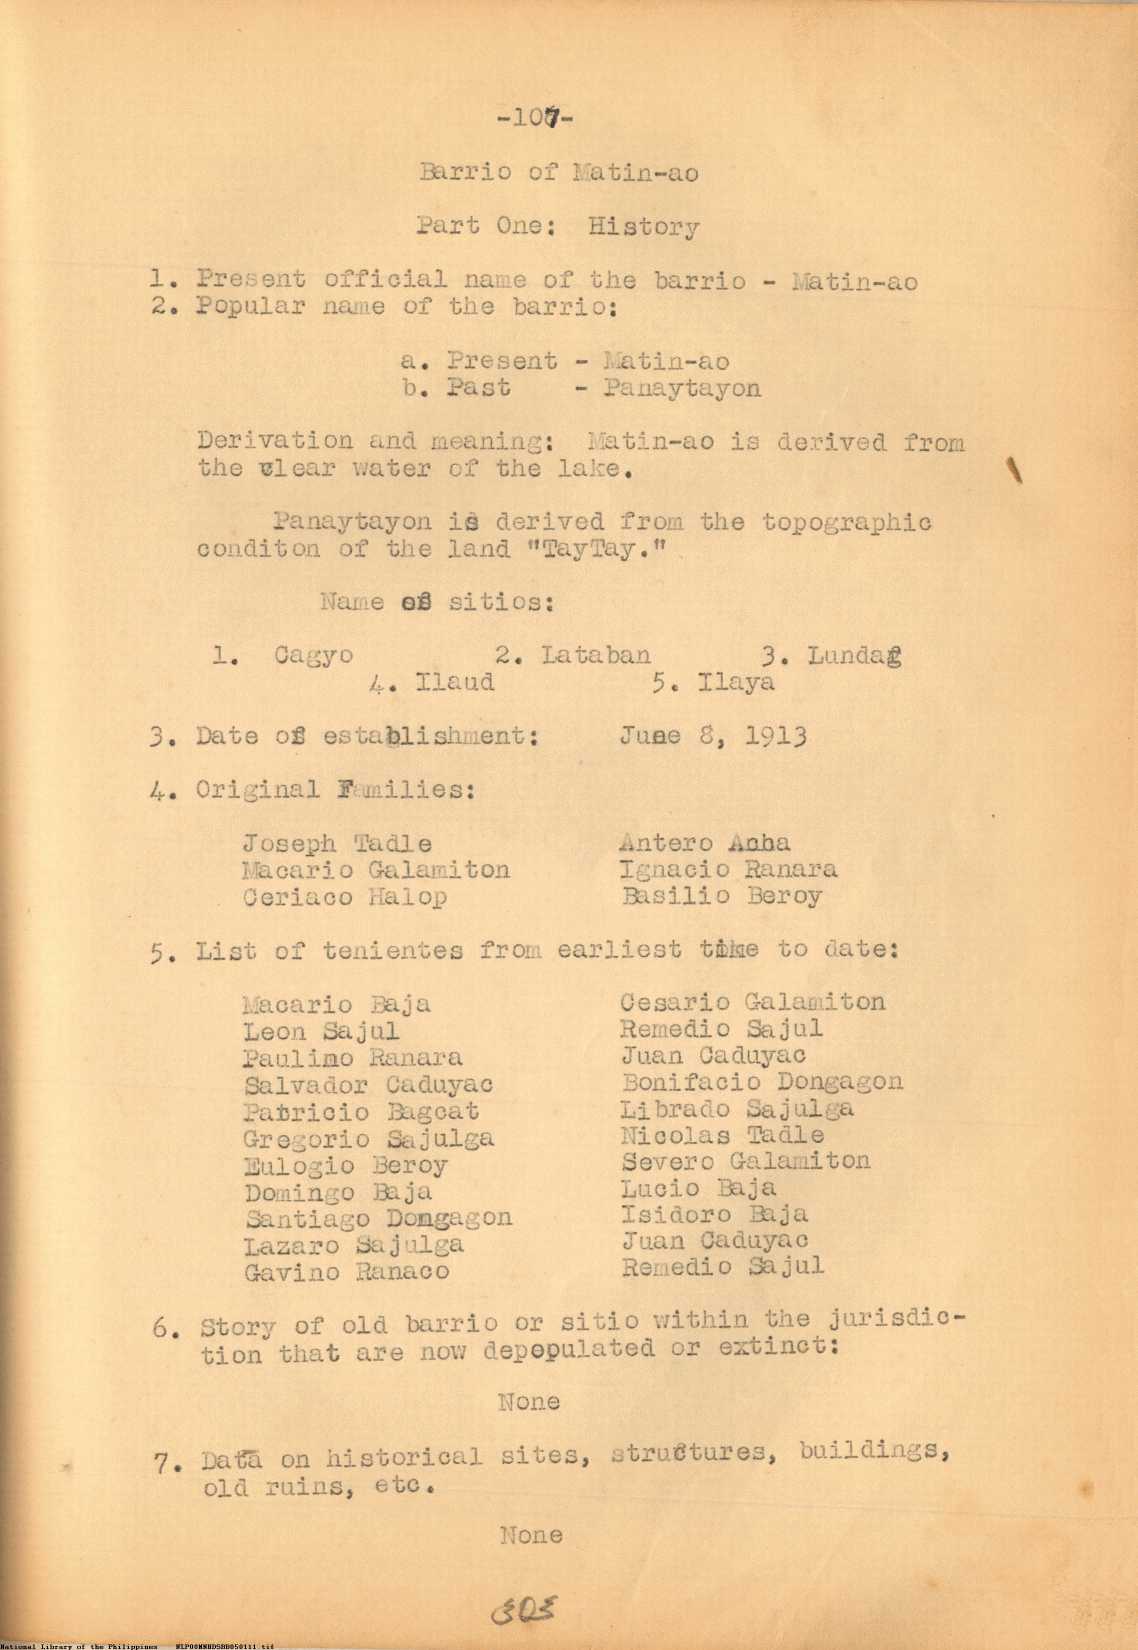 -107-
Barrio of Matin-ao
Part One: History
1. Present official name of the barrio - Matin-ao
2. Popular name of the barrio:
a. Present - Matin-ao
b. Past - Panaytayon
Derivation and meaning: Matin-ao is derived from
the clear water of the lake.
Panaytayon is derived from the topographic
conditon of the land "TayTay."
Name of sitios:
1. Cagyo 2. Lataban 3. Lundag
4. Ilaud 5. Ilaya
3. Date of establishment: June 8, 1913
4. Original Families:
Joseph Tadle Antero
Macario Galamiton Ignacio Ranara
Ceriaco Halop Basilio Beroy
5. List of tenientes from earliest time to date:
Macario Baja Cesario Galamiton
Leon Sajul Remedio Sajul
Paulino Ranara Juan Caduyac
Salvador Caduyac Bonifacio Dongagon
Patricio Bagcat Librado Sajulga
Gregorio Sajulga Nicolas Tadle
Eulogio Beroy Severo Galamiton
Domingo Baja Lucio Baja
Santiago Dongagon Isidoro Baja
Lazaro Sajulga Juan Caduyac
Gavino Ranaco Remedio Sajul
6. Story of old barrio or sitio within the jurisdic-
tion that are now depopulated or extinct:
None
7. Data on historical sites, structures, buildings,
old ruins, etc.
None
303
National Library of the Philippines